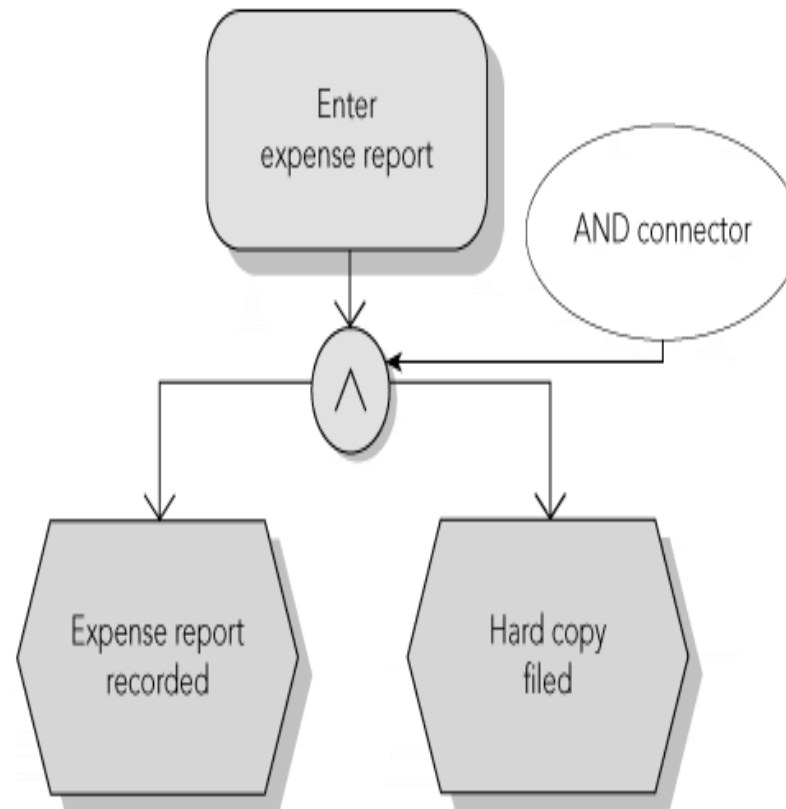 Enter
expense report
AND connector
∧
Expense report
recorded
Hard copy
filed